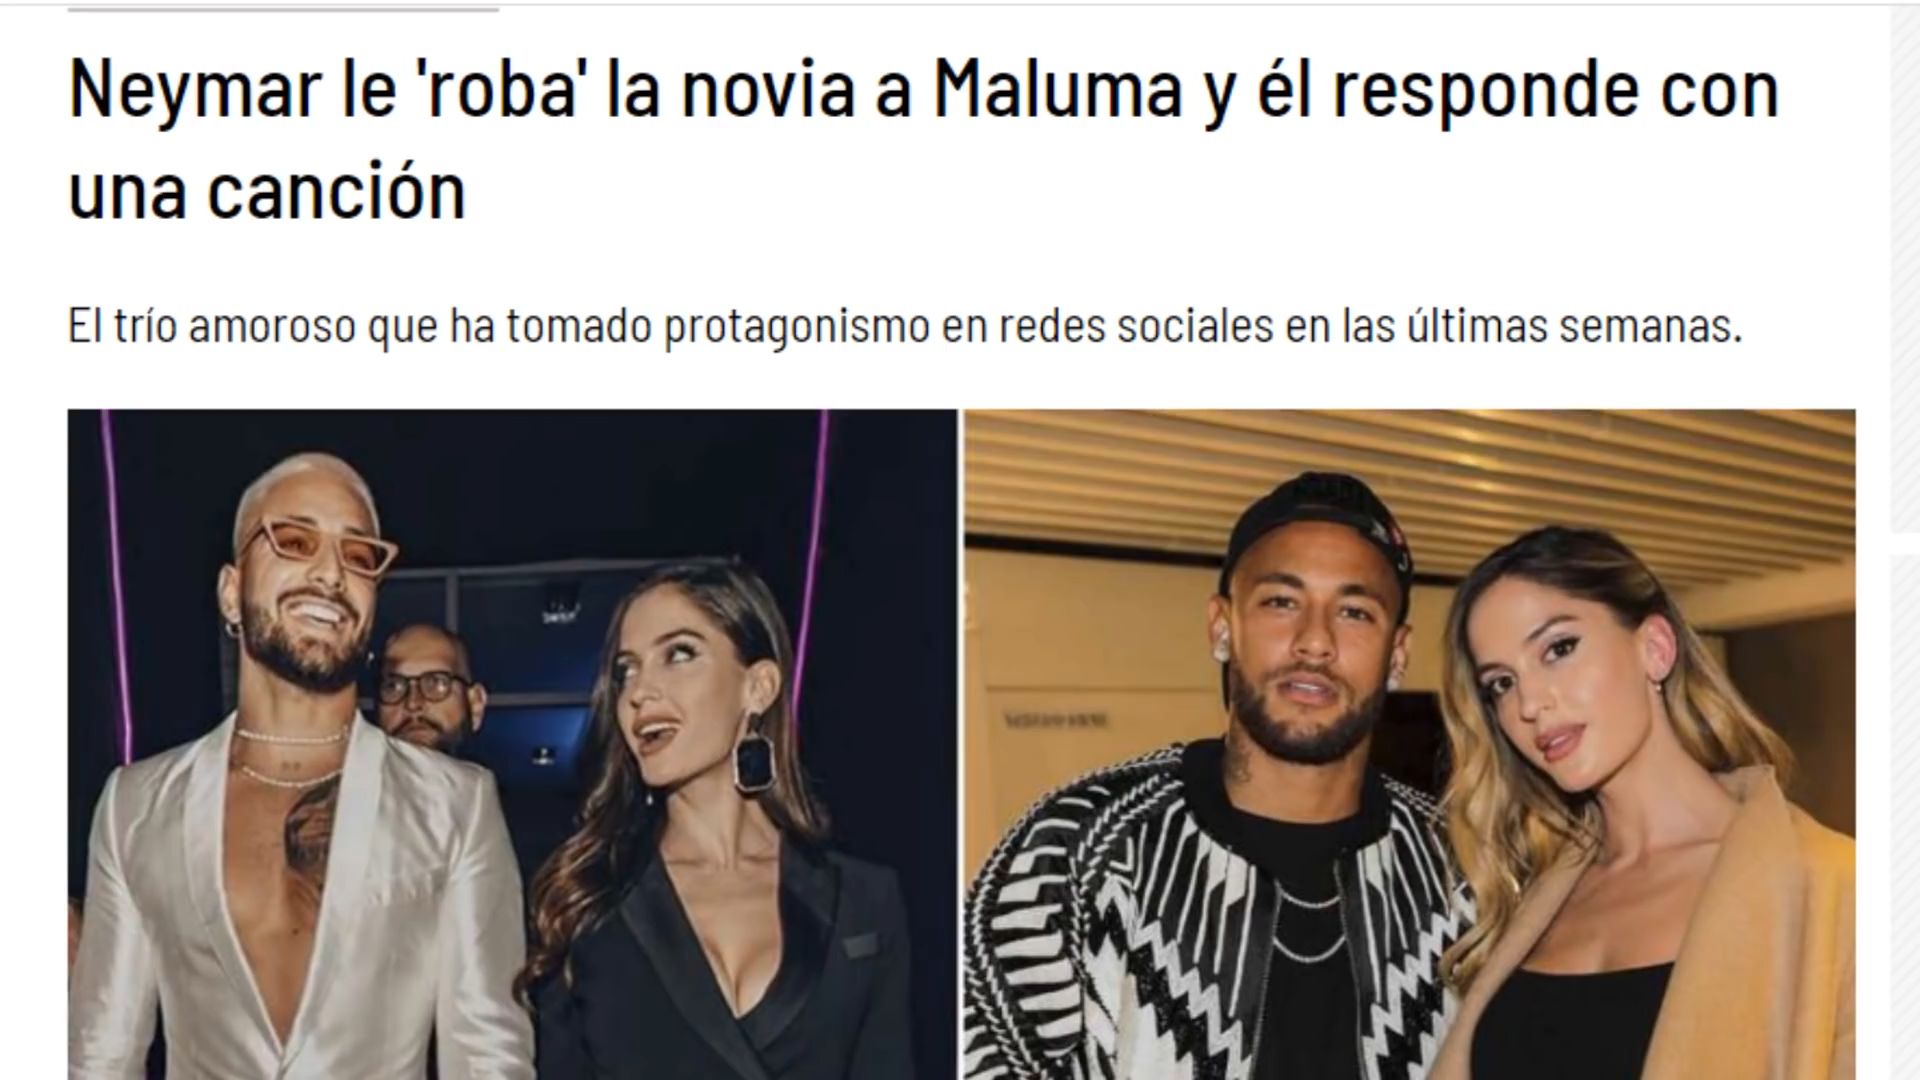 Neymar le 'roba' la novia a Maluma y él responde con
una canción
El trío amoroso que ha tomado protagonismo en redes sociales en las últimas semanas.